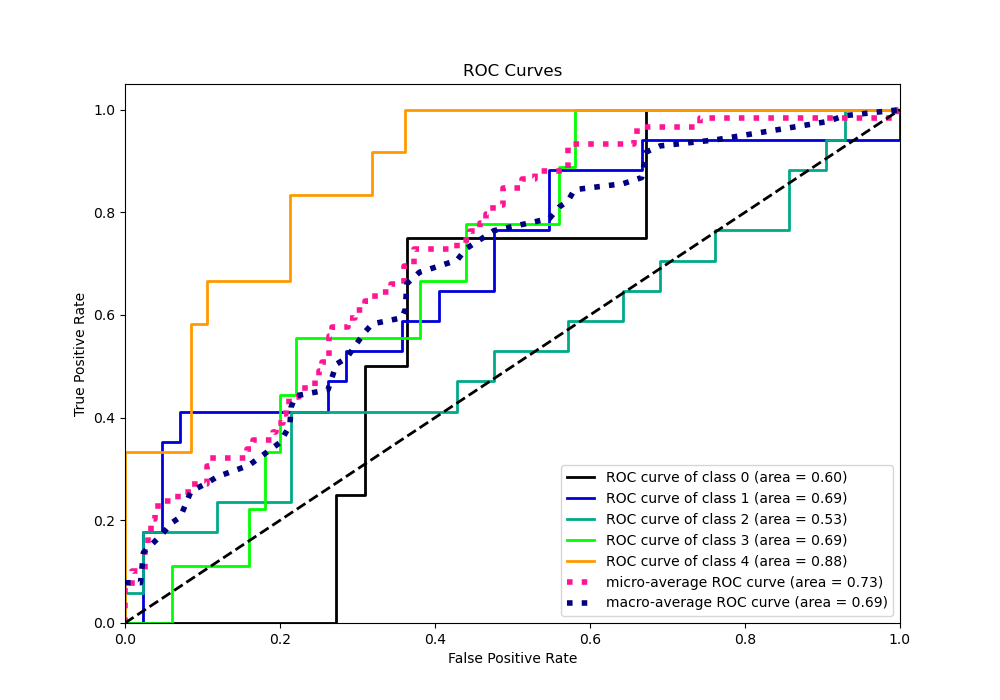 ROC Curves
True Positive Rate
1.0
0.8
0.6
0.4
0.2
0.0
ROC curve of class 0 (area = 0.60)
ROC curve of class 1 (area = 0.69)
ROC curve of class 2 (area = 0.53)
ROC curve of class 3 (area = 0.69)
ROC curve of class 4 (area = 0.88)
micro-average ROC curve (area = 0.73)
macro-average ROC curve (area = 0.69)
0.0 0.2 0.4 0.6 0.8 1.0
False Positive Rate